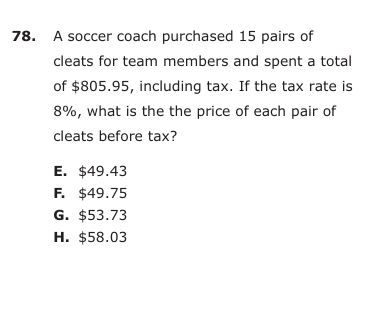 78. A soccer coach purchased 15 pairs of
cleats for team members and spent a total
of $805.95, including tax. If the tax rate is
8%, what is the the price of each pair of
cleats before tax?
E. $49.43
F. $49.75
G. $53.73
H. $58.03